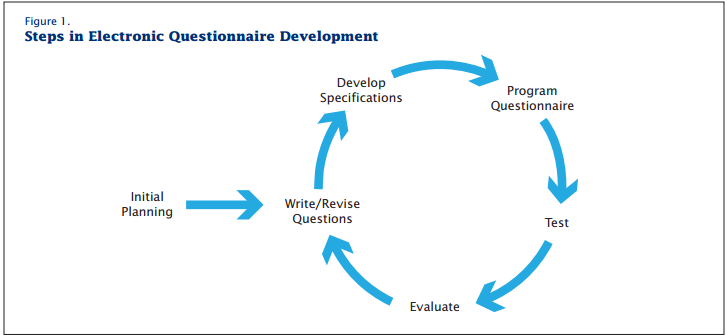 Figure 1.
Steps in Electronic Questionnaire Development
Develop
Specifications
Program
Questionnaire
Initial
Planning
Write/Revise
Questions
Test
Evaluate